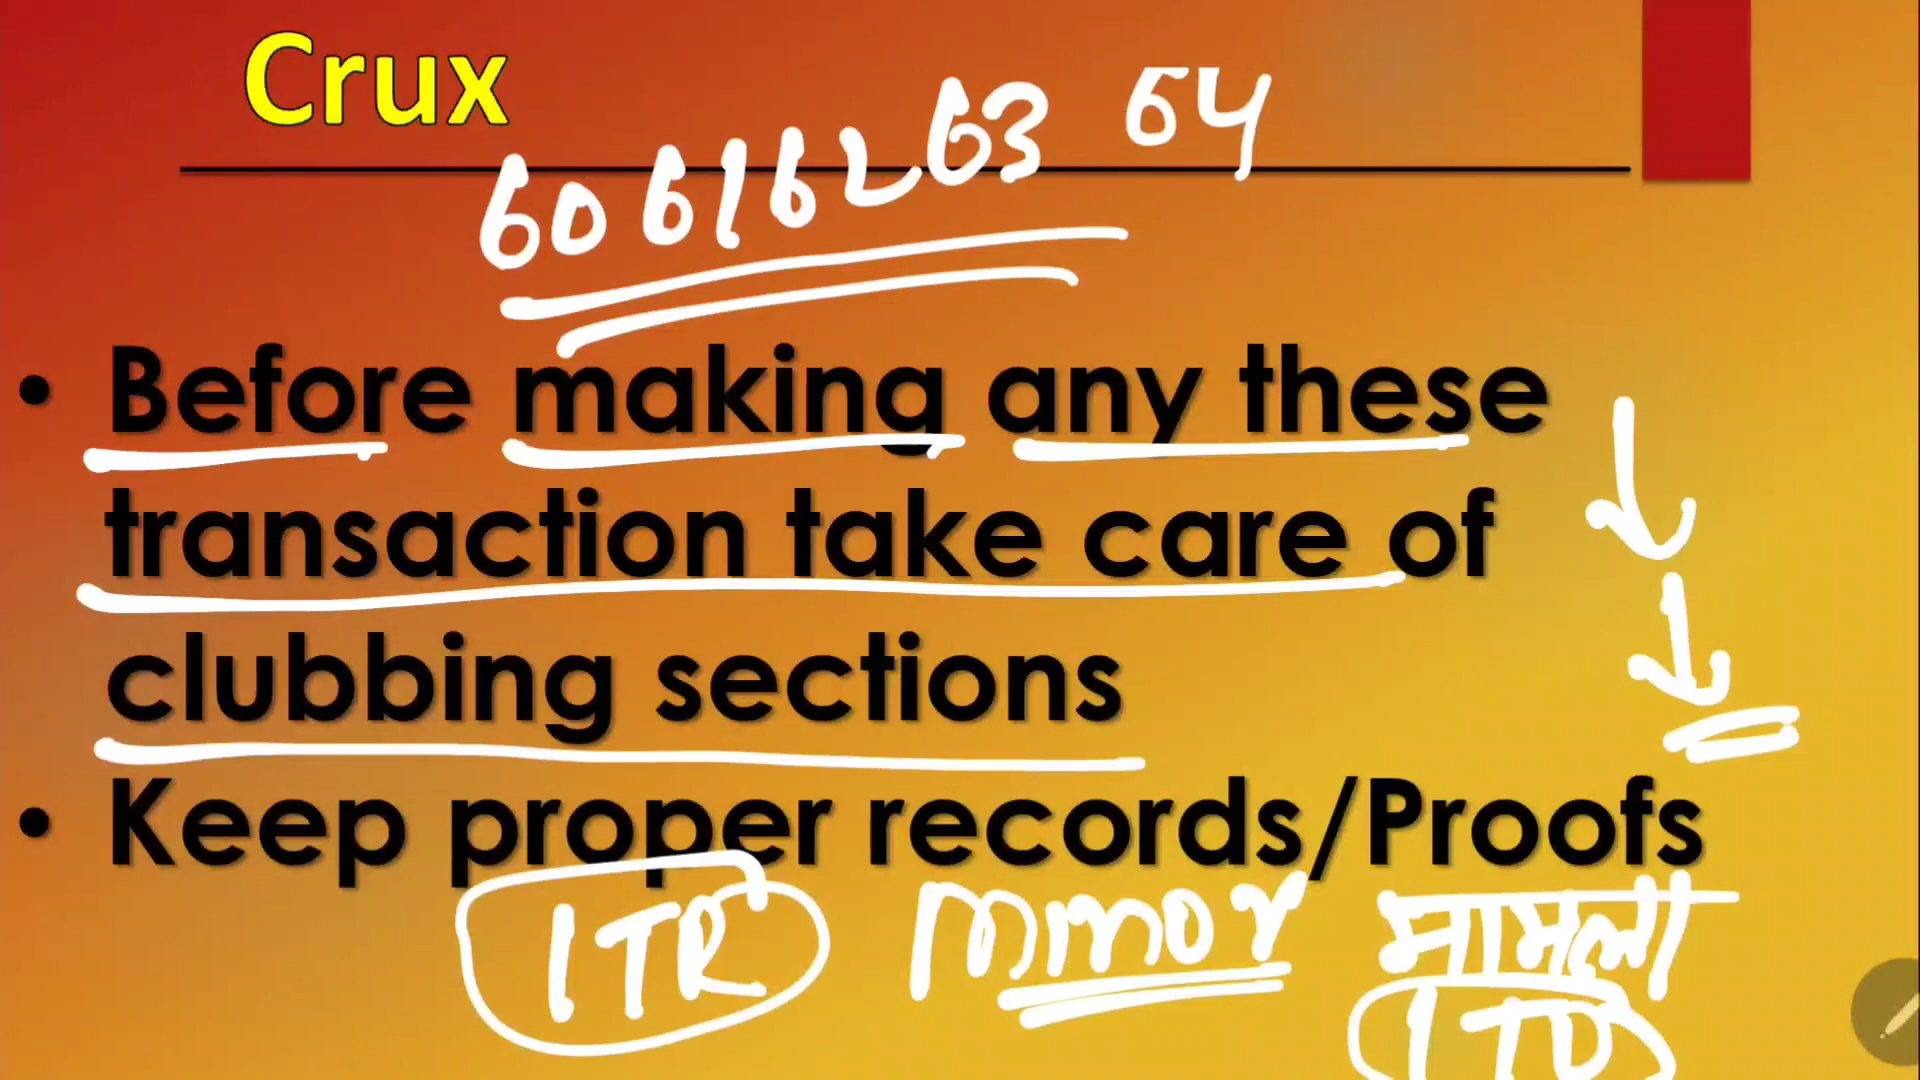 Crux
60 61 62 63 64
• Before making any these
transaction take care of
clubbing sections
• Keep proper records/Proofs
ITR minor मामला
ITD